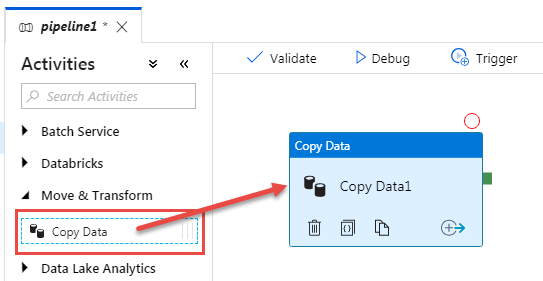 pipeline1 *
Activities
Validate
Debug
Trigger
Search Activities
Batch Service
Databricks
Move & Transform
Copy Data
Data Lake Analytics
Copy Data
Copy Data1